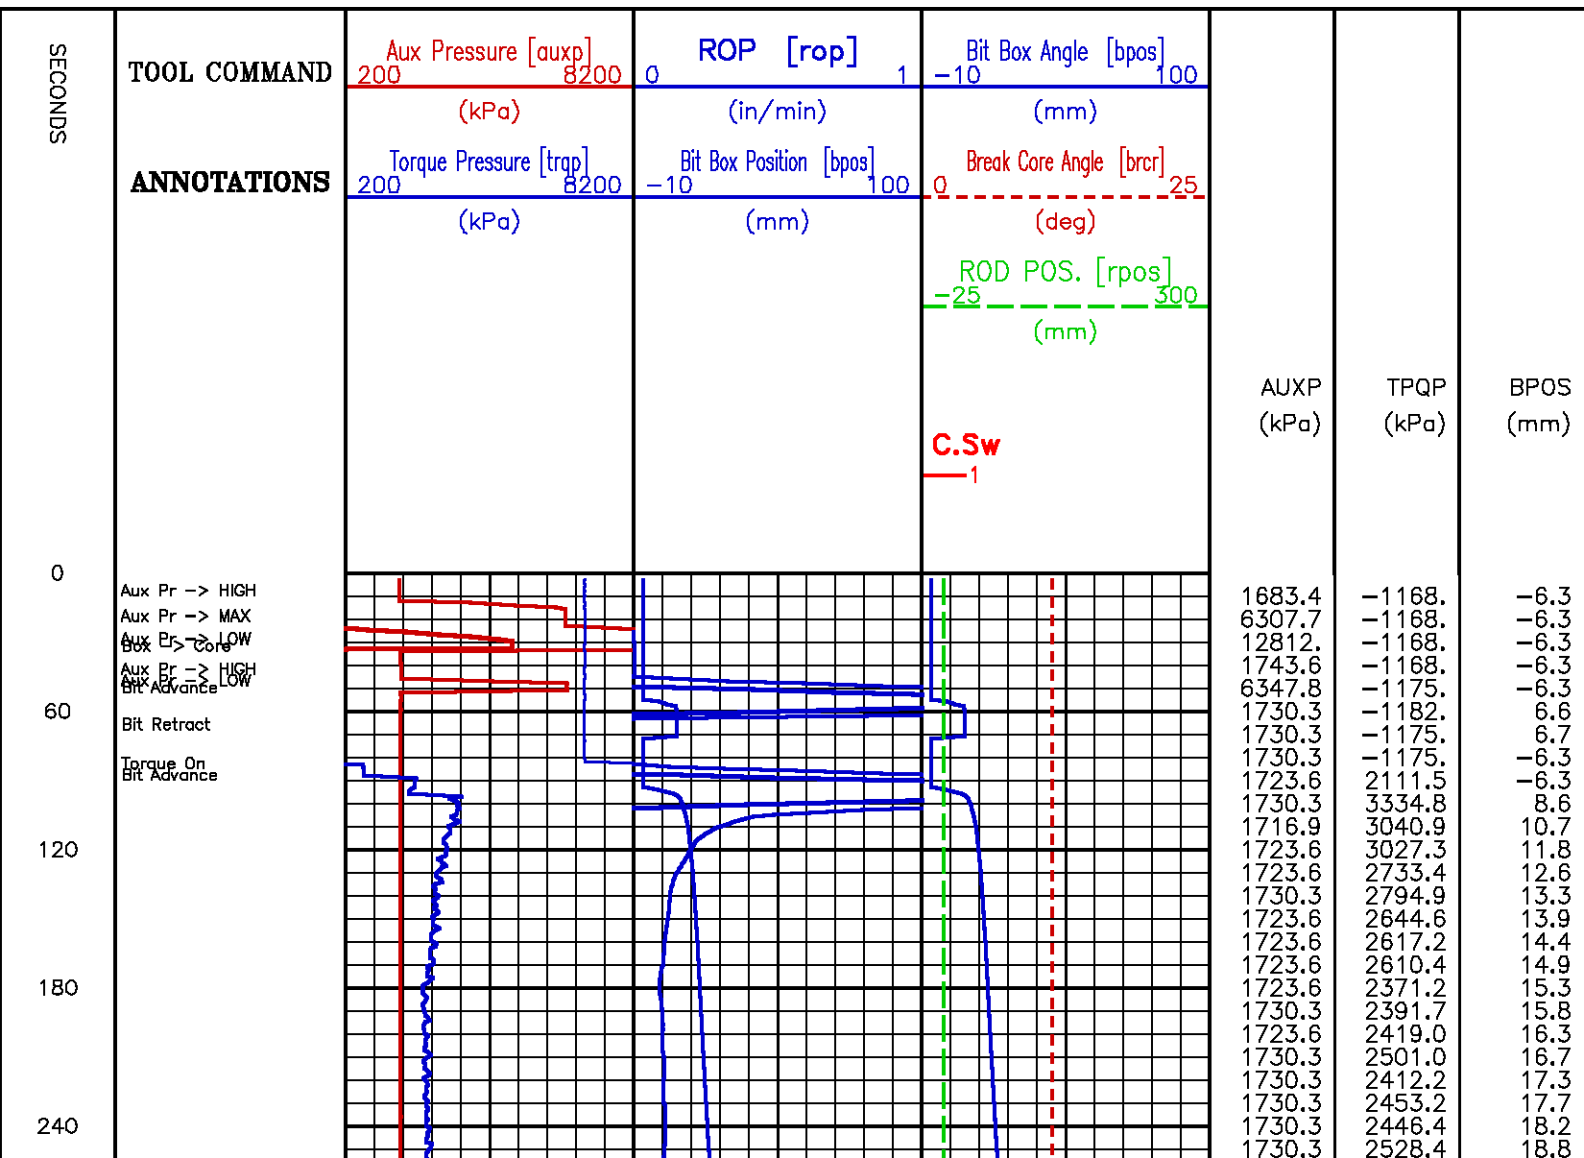 SECONDS
TOOL COMMAND
ANNOTATIONS
Aux Pressure [auxp]
200 8200
(kPa)
Torque Pressure [trqp]
200 8200
(kPa)
ROP [rop]
0 1
(in/min)
Bit Box Position [bpos]
-10 100
(mm)
Bit Box Angle [bpos]
-10 100
(mm)
Break Core Angle [brcr]
0 25
(deg)
ROD POS. [rpos]
-25 300
(mm)
C.Sw
1
AUXP TPQP BPOS
(kPa) (kPa) (mm)
0
Aux Pr -> HIGH
Aux Pr -> MAX
Aux Pr -> LOW
Box -> Core
Aux Pr -> HIGH
Aux Pr -> LOW
Bit Advance
60
Bit Retract
Torque On
Bit Advance
120
180
240
1683.4 -1168. -6.3
6307.7 -1168. -6.3
12812. -1168. -6.3
1743.6 -1168. -6.3
6347.8 -1175. -6.3
1730.3 -1182. 6.6
1730.3 -1175. 6.7
1730.3 -1175. -6.3
1723.6 2111.5 -6.3
1730.3 3334.8 8.6
1716.9 3040.9 10.7
1723.6 3027.3 11.8
1723.6 2733.4 12.6
1730.3 2794.9 13.3
1723.6 2644.6 13.9
1723.6 2617.2 14.4
1723.6 2610.4 14.9
1723.6 2371.2 15.3
1730.3 2391.7 15.8
1723.6 2419.0 16.3
1730.3 2501.0 16.7
1730.3 2412.2 17.3
1730.3 2453.2 17.7
1730.3 2446.4 18.2
1730.3 2528.4 18.8